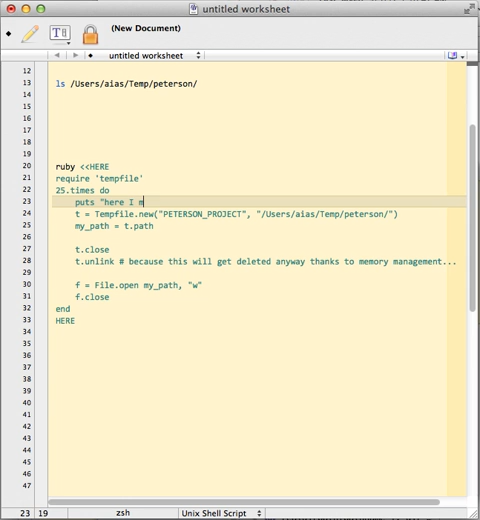 untitled worksheet
(New Document)
untitled worksheet
12
13 ls /Users/aias/Temp/peterson/
14
15
16
17
18
19
20 ruby <<HERE
21 require 'tempfile'
22 25.times do
23 puts "here I m
24 t = Tempfile.new("PETERSON_PROJECT", "/Users/aias/Temp/peterson/")
25 my_path = t.path
26
27 t.close
28 t.unlink # because this will get deleted anyway thanks to memory management...
29
30 f = File.open my_path, "w"
31 f.close
32 end
33 HERE
34
35
36
37
38
39
40
41
42
43
44
45
46
47
23 19 zsh Unix Shell Script